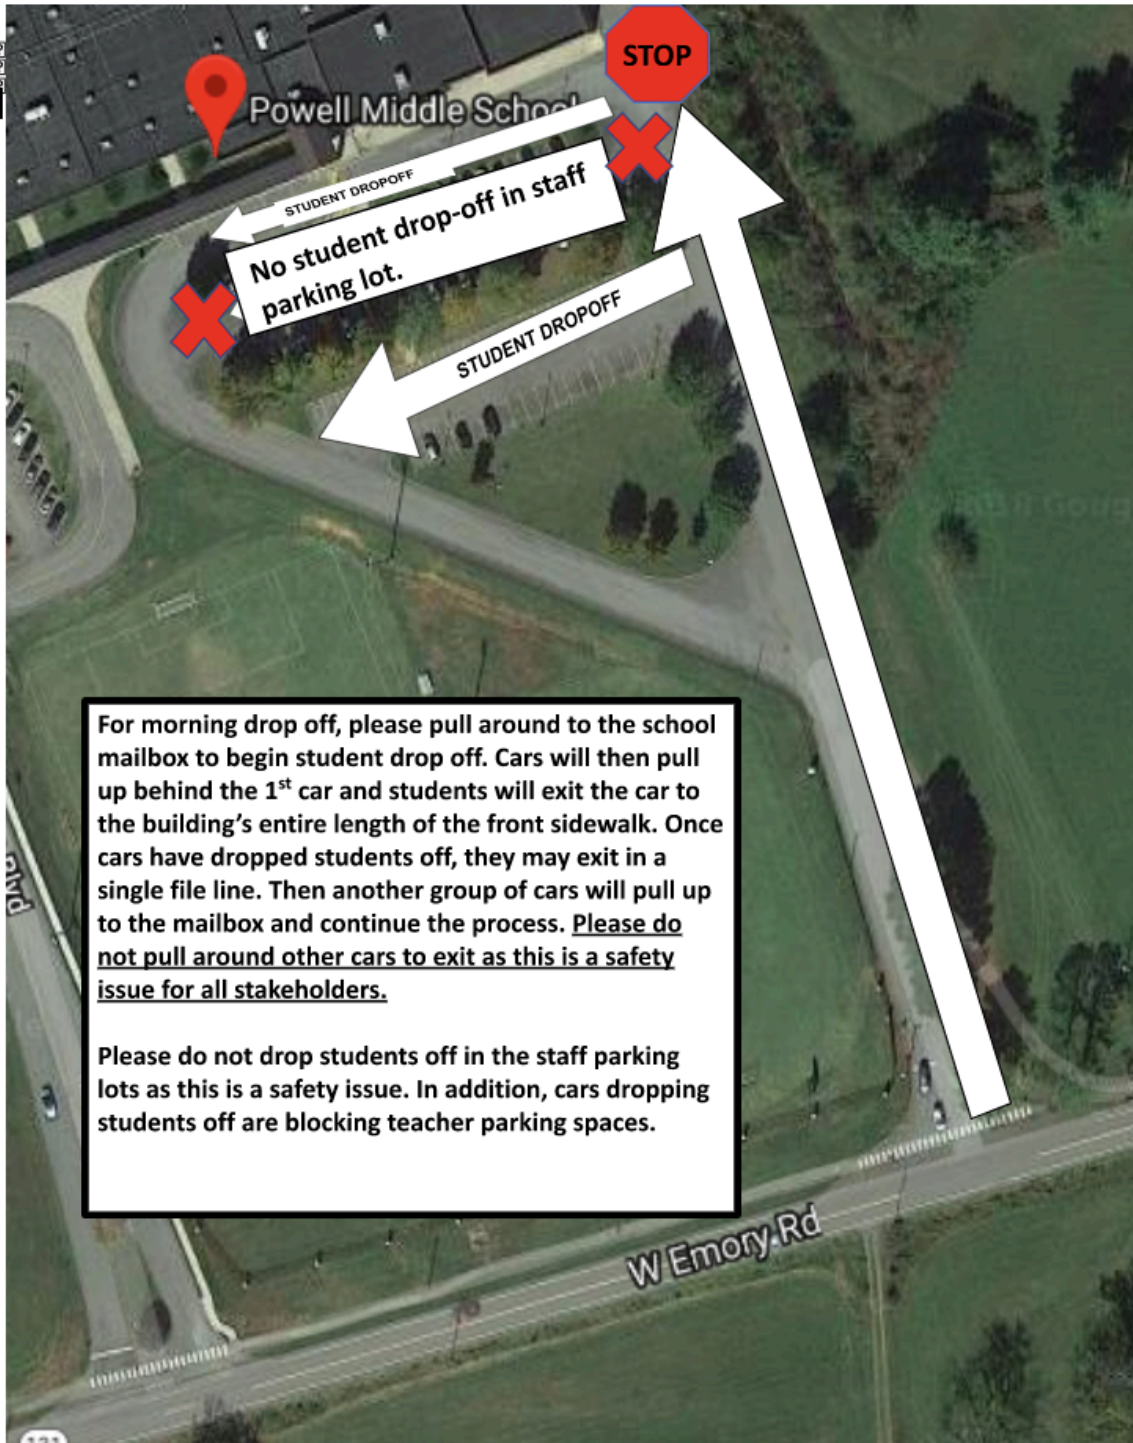 STOP
Powell Middle School
STUDENT DROPOFF
No student drop-off in staff
parking lot.
STUDENT DROPOFF
For morning drop off, please pull around to the school
mailbox to begin student drop off. Cars will then pull
up behind the 1st car and students will exit the car to
the building’s entire length of the front sidewalk. Once
cars have dropped students off, they may exit in a
single file line. Then another group of cars will pull up
to the mailbox and continue the process. Please do
not pull around other cars to exit as this is a safety
issue for all stakeholders.
Please do not drop students off in the staff parking
lots as this is a safety issue. In addition, cars dropping
students off are blocking teacher parking spaces.
Blvd
W Emory Rd